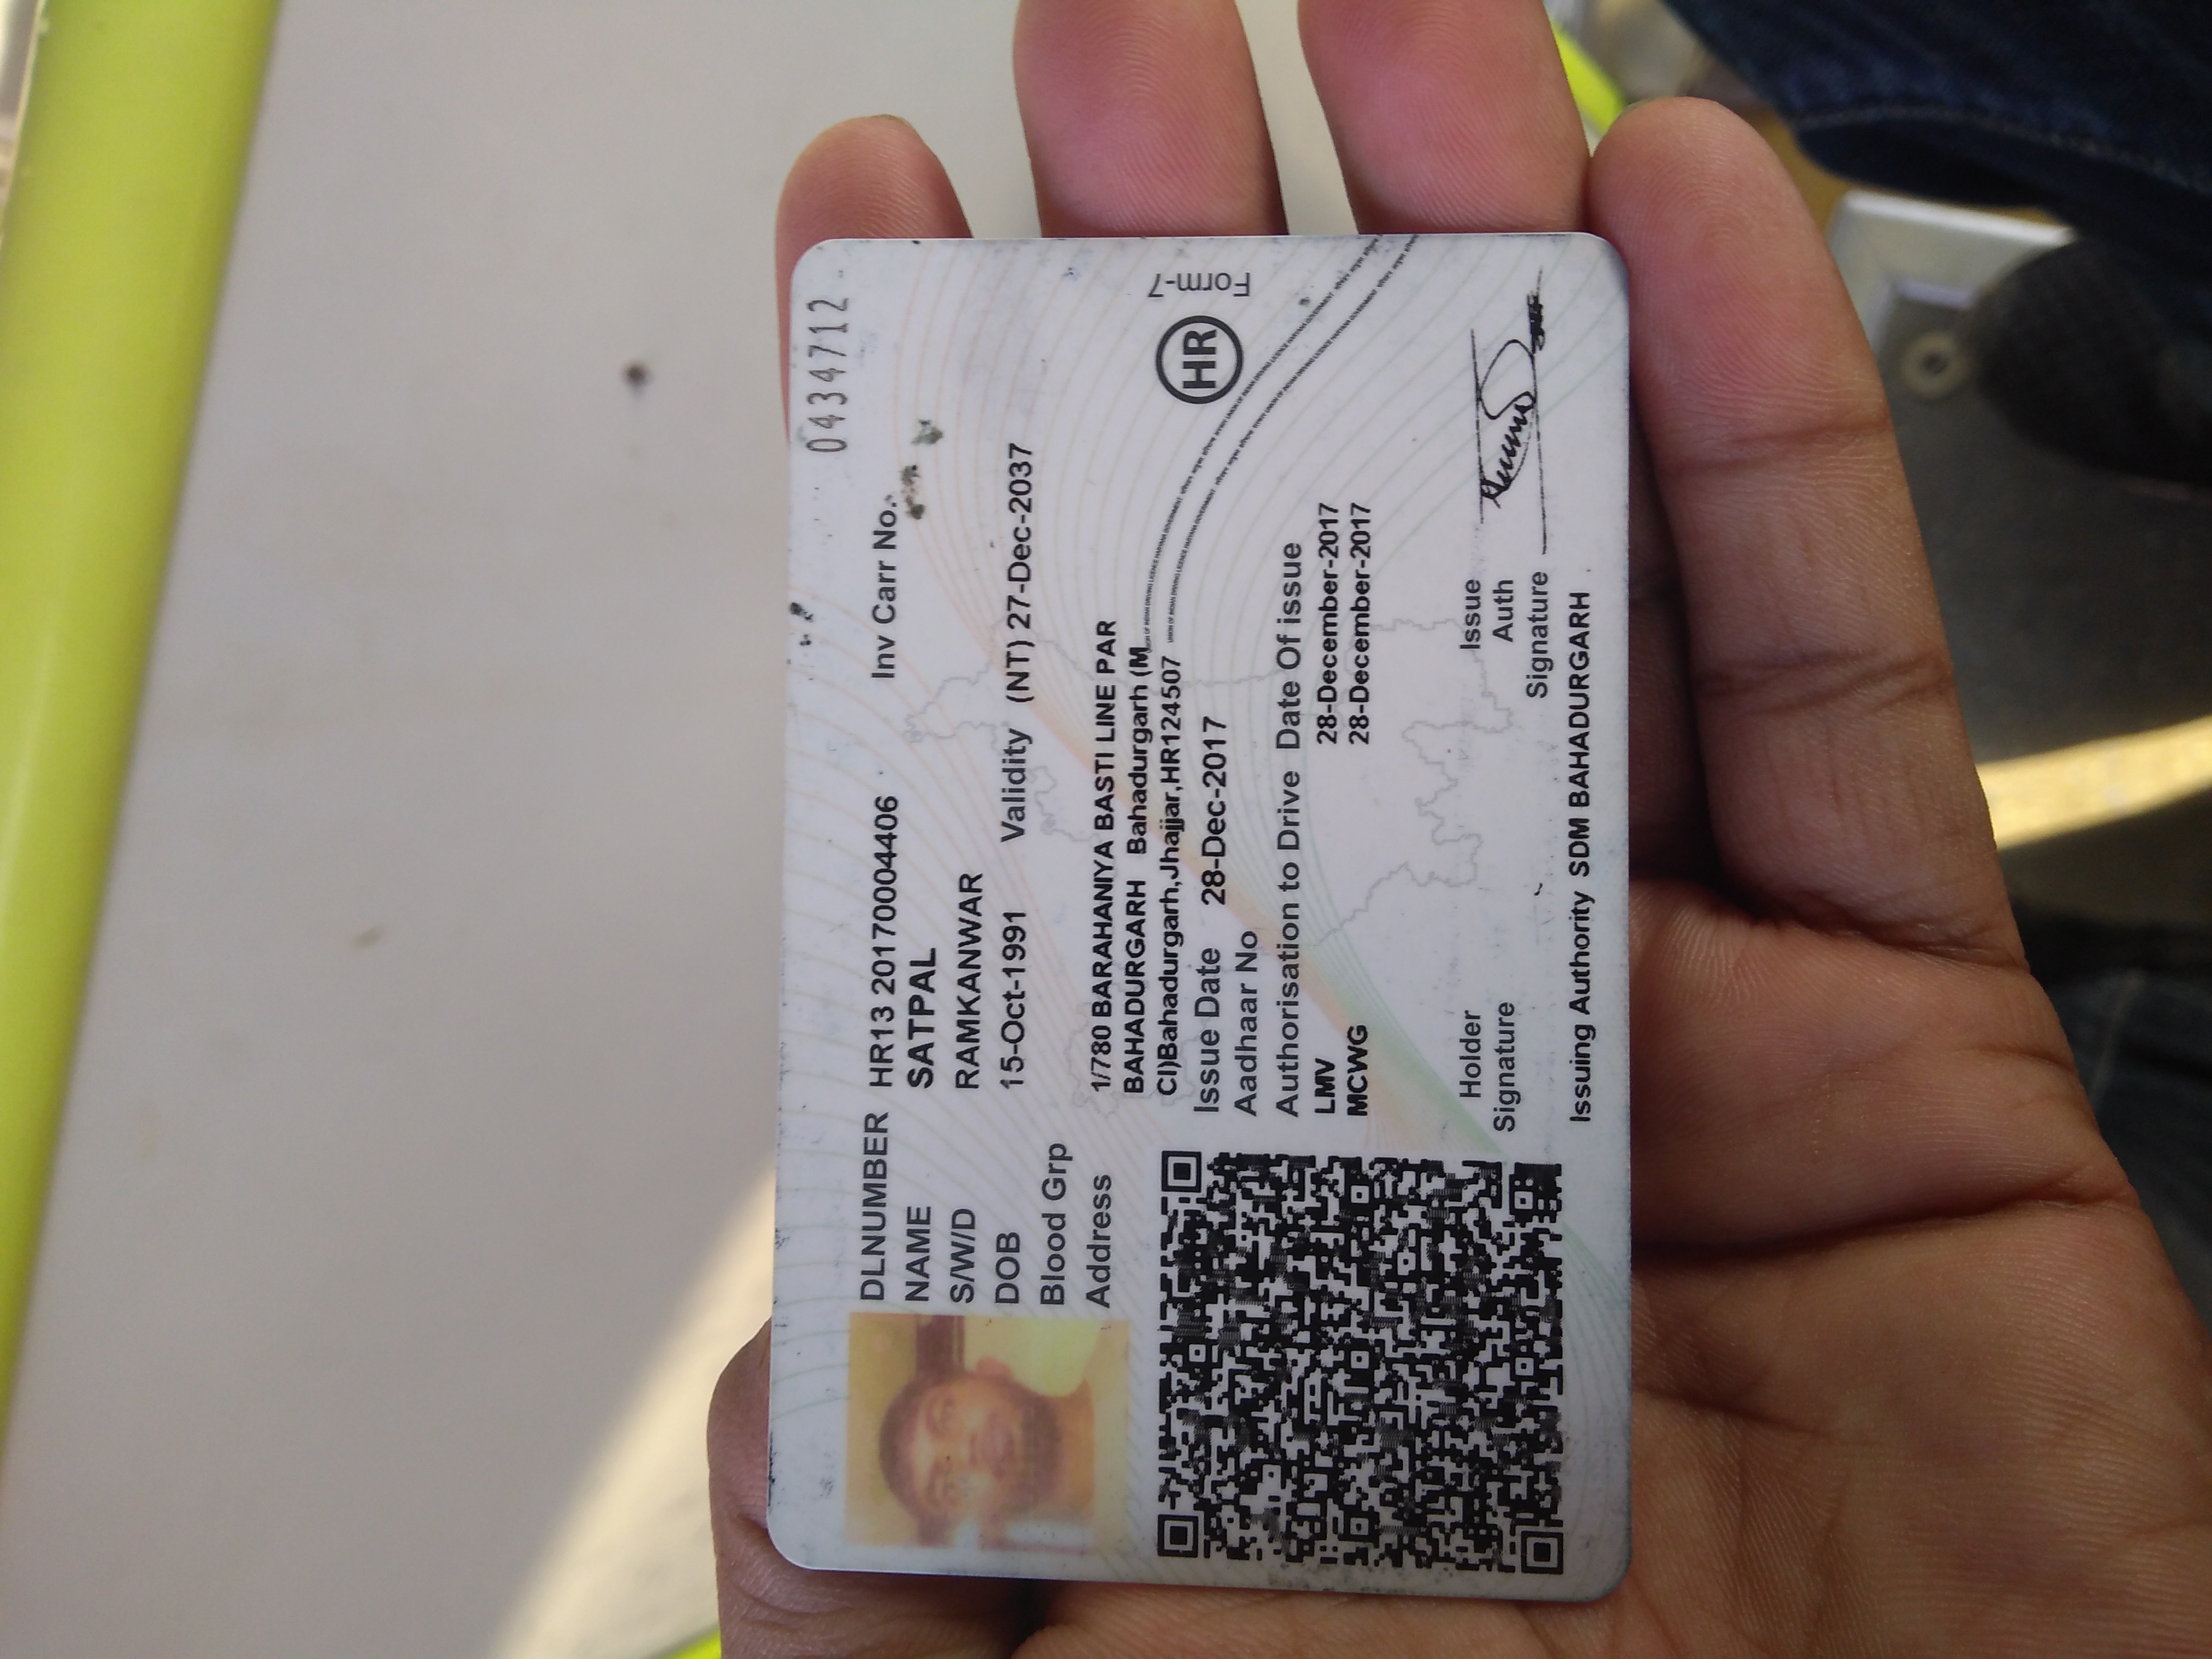 0434712
DLNUMBER HR13 20170004406 Inv Carr No.
NAME SATPAL
S/W/D RAMKANWAR
DOB 15-Oct-1991 Validity (NT) 27-Dec-2037
Blood Grp
Address 1/780 BARAHANIYA BASTI LINE PAR
BAHADURGARH Bahadurgarh (M
CI)Bahadurgarh,Jhajjar,HR124507
HR
Form-7
Issue Date 28-Dec-2017
Aadhaar No
Authorisation to Drive Date Of issue
LMV 28-December-2017
MCWG 28-December-2017
Holder Signature
Issue Auth Signature
Issuing Authority SDM BAHADURGARH